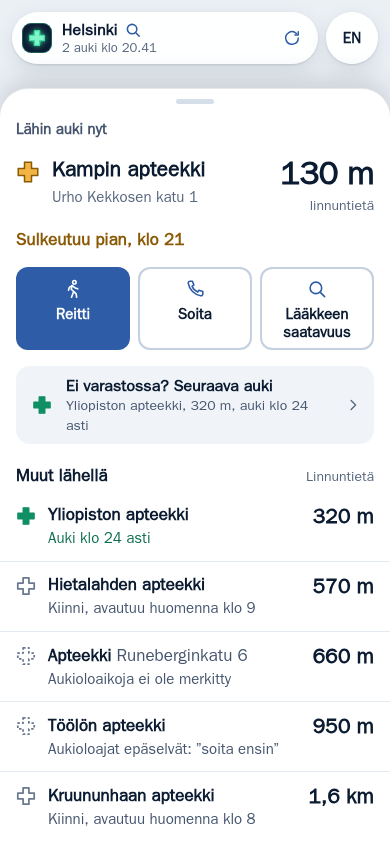 Helsinki
2 auki klo 20.41
EN
Lähin auki nyt
Kampin apteekki
130 m
Urho Kekkosen katu 1
linnuntietä
Sulkeutuu pian, klo 21
Reitti
Soita
Lääkkeen
saatavuus
Ei varastossa? Seuraava auki
Yliopiston apteekki, 320 m, auki klo 24
asti
Muut lähellä
Linnuntietä
Yliopiston apteekki
320 m
Auki klo 24 asti
Hietalahden apteekki
570 m
Kiinni, avautuu huomenna klo 9
Apteekki Runeberginkatu 6
660 m
Aukioloaikoja ei ole merkitty
Töölön apteekki
950 m
Aukioloajat epäselvät: ”soita ensin”
Kruununhaan apteekki
1,6 km
Kiinni, avautuu huomenna klo 8